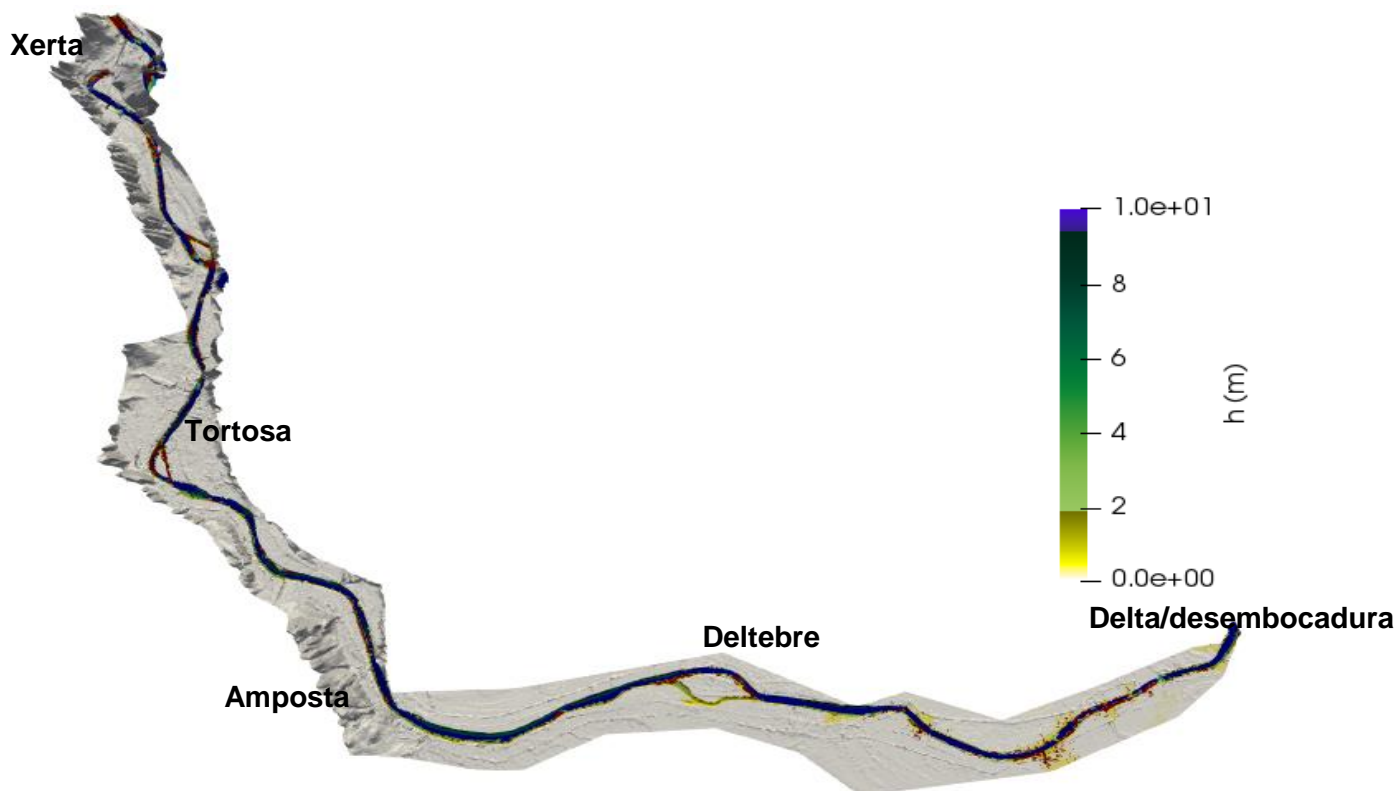 Xerta
1.0e+01
8
6
4
2
0.0e+00
h (m)
Tortosa
Deltebre
Delta/desembocadura
Amposta